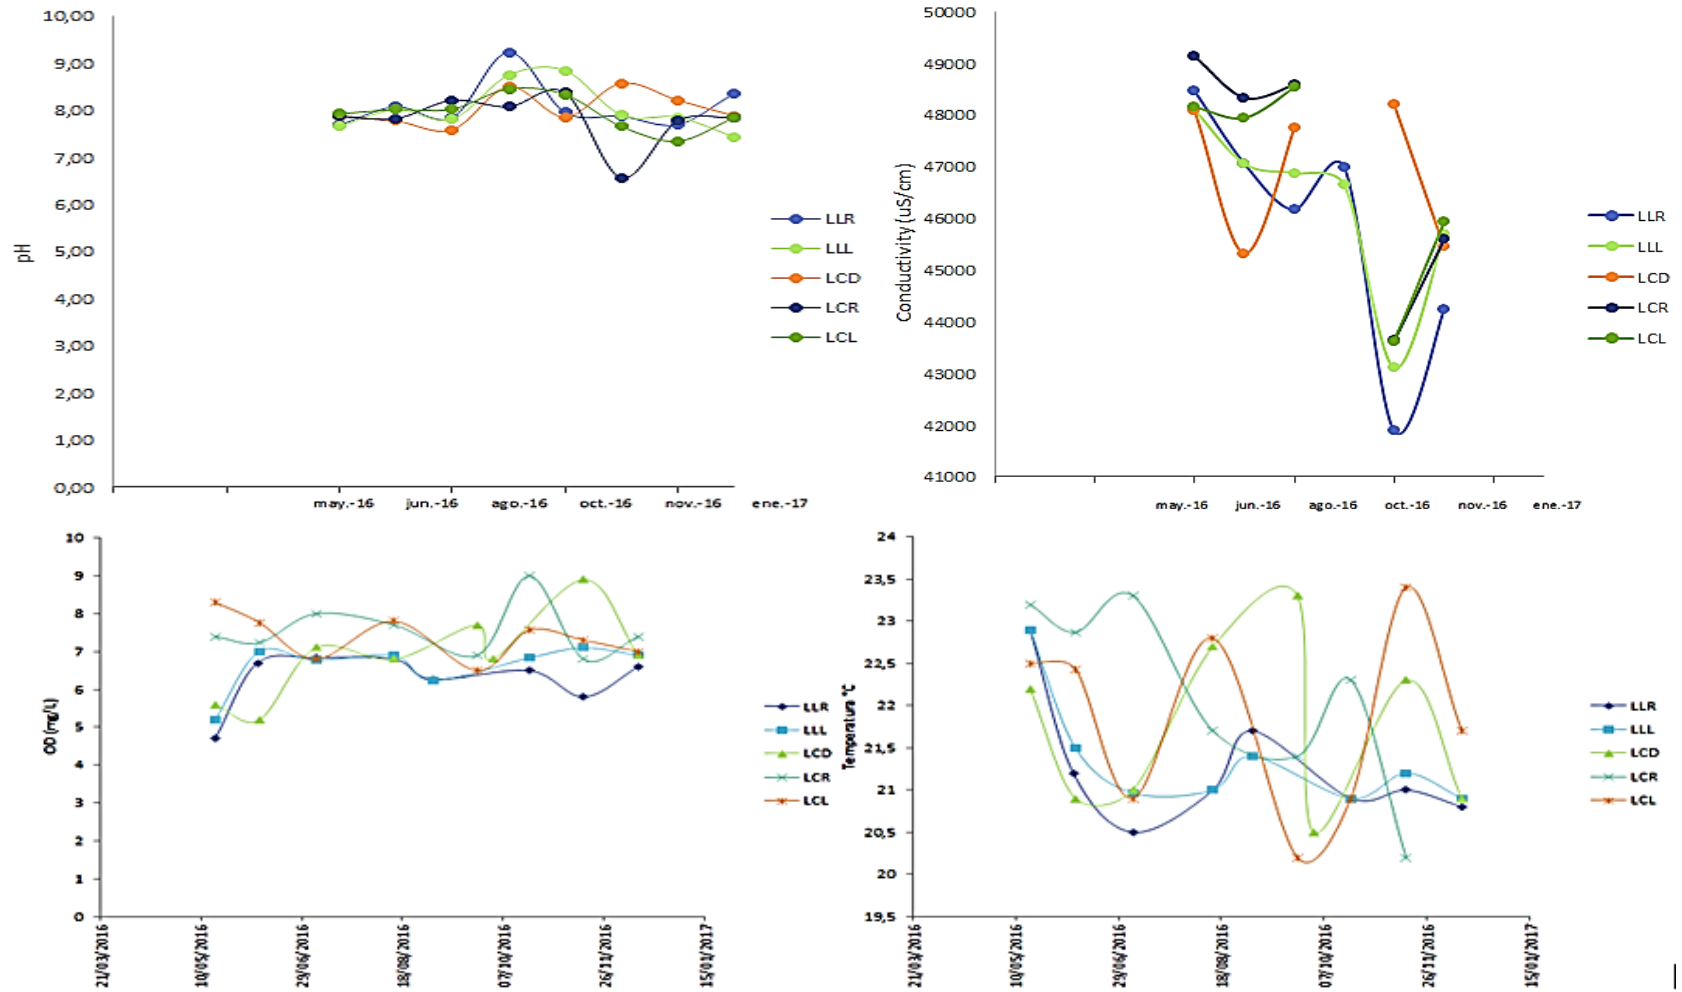 10,00
9,00
8,00
7,00
6,00
5,00
4,00
3,00
2,00
1,00
0,00
pH
may.-16 jun.-16 ago.-16 oct.-16 nov.-16 ene.-17
LLR
LLL
LCD
LCR
LCL
50000
49000
48000
47000
46000
45000
44000
43000
42000
41000
Conductivity (uS/cm)
may.-16 jun.-16 ago.-16 oct.-16 nov.-16 ene.-17
LLR
LLL
LCD
LCR
LCL
10
9
8
7
6
5
4
3
2
1
0
OD (mg/L)
21/03/2016 10/05/2016 29/06/2016 18/08/2016 07/10/2016 26/11/2016 15/01/2017
LLR
LLL
LCD
LCR
LCL
24
23,5
23
22,5
22
21,5
21
20,5
20
19,5
Temperatura °C
21/03/2016 10/05/2016 29/06/2016 18/08/2016 07/10/2016 26/11/2016 15/01/2017
LLR
LLL
LCD
LCR
LCL